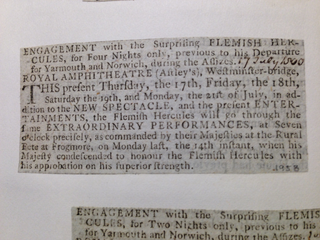 ENGAGEMENT with the Surprising FLEMISH HER-
CULES, for Four Nights only, previous to his Departure
for Yarmouth and Norwich, during the Assizes. 17 July 1800
ROYAL AMPHITHEATRE (Astley's), Westminster-bridge,
THIS present Thursday, the 17th, Friday, the 18th,
Saturday the 19th, and Monday, the 21st of July, in ad-
dition to the NEW SPECTACLE, and the present ENTER-
TAINMENTS, the Flemish Hercules will go through the
same EXTRAORDINARY PERFORMANCES, at Seven
o'clock precisely, as commanded by their Majesties at the Rural
Fete at Frogmore, on Monday last, the 14th instant, when his
Majesty condescended to honour the Flemish Hercules with
his approbation on his superior strength.
ENGAGEMENT with the Surprising FLEMIS
CULES, for Two Nights only, previous to his
for Yarmouth and Norwich, during the Assizes.